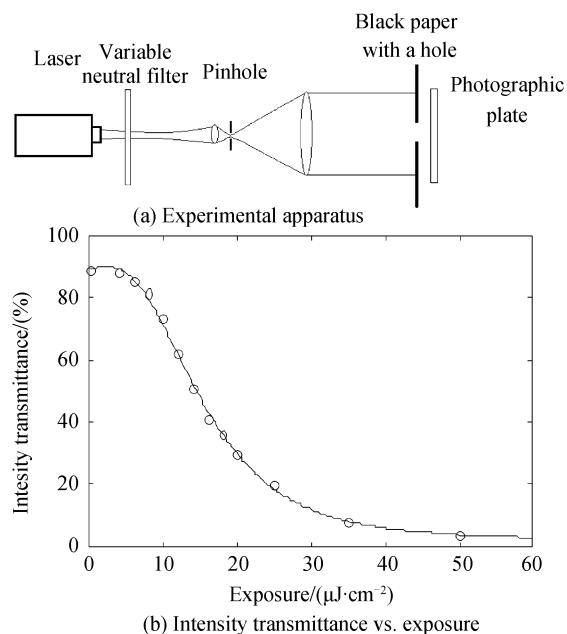 Laser
Variable
neutral filter
Pinhole
Black paper
with a hole
Photographic
plate
(a) Experimental apparatus
100
80
60
40
20
0
Intesity transmittance/(%)
0 10 20 30 40 50 60
Exposure/(μJ·cm⁻²)
(b) Intensity transmittance vs. exposure